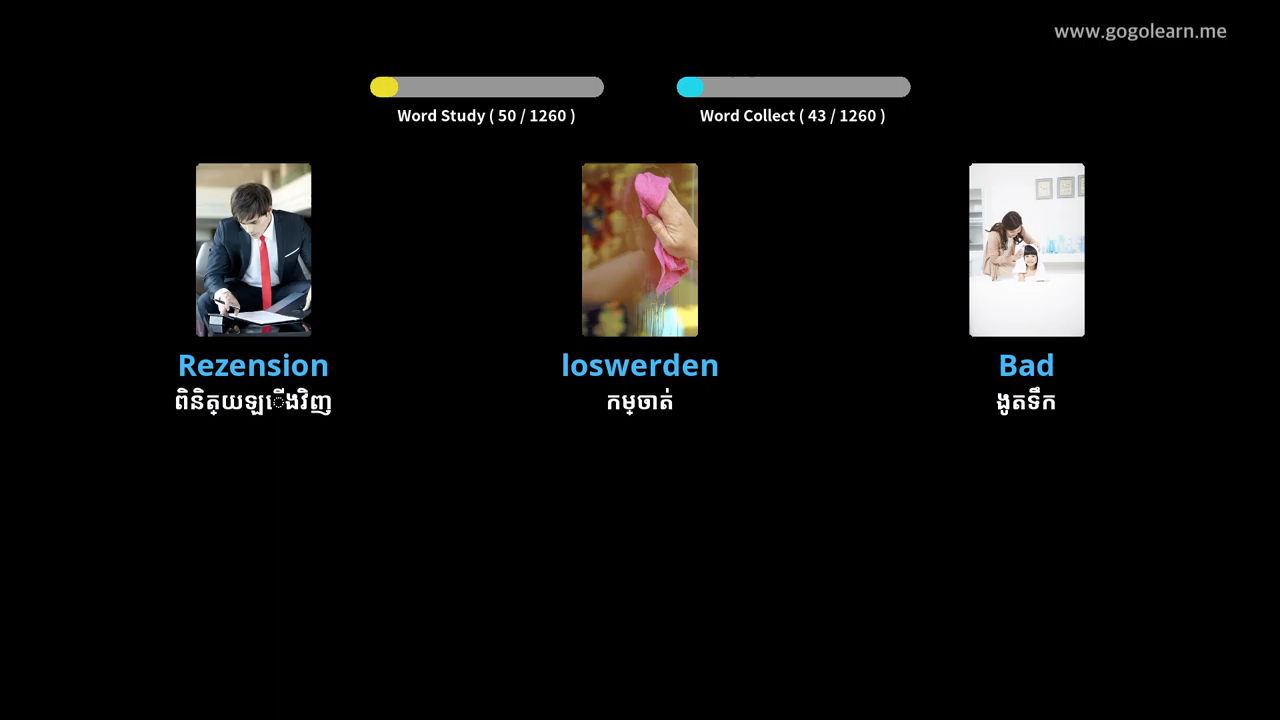 www.gogolearn.me
Word Study ( 50 / 1260 )
Word Collect ( 43 / 1260 )
Rezension
loswerden
Bad
ពិនិត្យឡើងវិញ
កម្ចាត់
ងូតទឹក